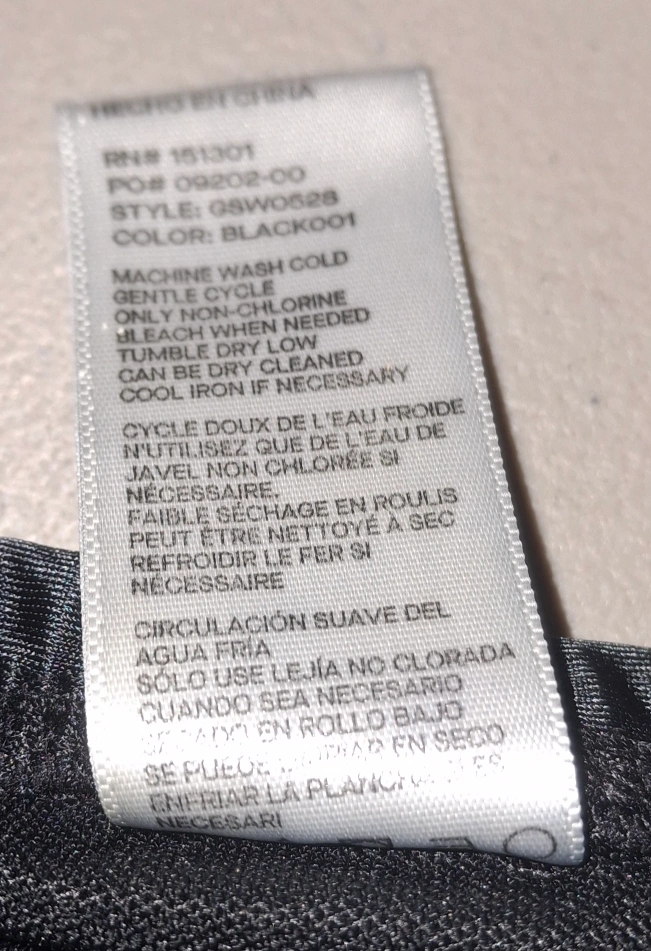 HECHO EN CHINA
RN# 151301
PO# 09202-00
STYLE: GSW0528
COLOR: BLACK001
MACHINE WASH COLD
GENTLE CYCLE
ONLY NON-CHLORINE
BLEACH WHEN NEEDED
TUMBLE DRY LOW
CAN BE DRY CLEANED
COOL IRON IF NECESSARY
CYCLE DOUX DE L'EAU FROIDE
N'UTILISEZ QUE DE L'EAU DE
JAVEL NON CHLORÉE SI
NÉCESSAIRE.
FAIBLE SÉCHAGE EN ROULIS
PEUT ÊTRE NETTOYÉ À SEC
REFROIDIR LE FER SI
NÉCESSAIRE
CIRCULACIÓN SUAVE DEL
AGUA FRÍA
SÓLO USE LEJÍA NO CLORADA
CUANDO SEA NECESARIO
EN ROLLO BAJO
SE PUEDE EN SECO
ENFRIAR LA
NECESARI